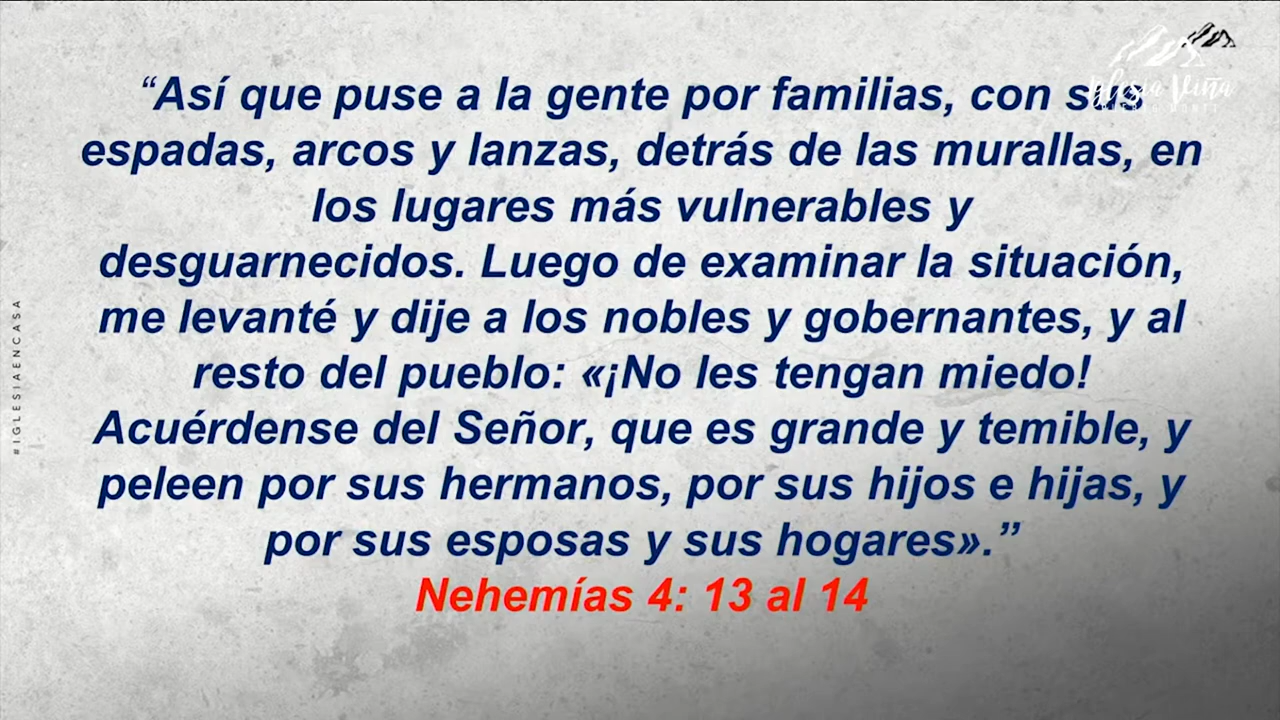 “Así que puse a la gente por familias, con sus
espadas, arcos y lanzas, detrás de las murallas, en
los lugares más vulnerables y
desguarnecidos. Luego de examinar la situación,
me levanté y dije a los nobles y gobernantes, y al
resto del pueblo: «¡No les tengan miedo!
Acuérdense del Señor, que es grande y temible, y
peleen por sus hermanos, por sus hijos e hijas, y
por sus esposas y sus hogares».”
Nehemías 4: 13 al 14
Iglesia Viña
#IGLESIAENCASA